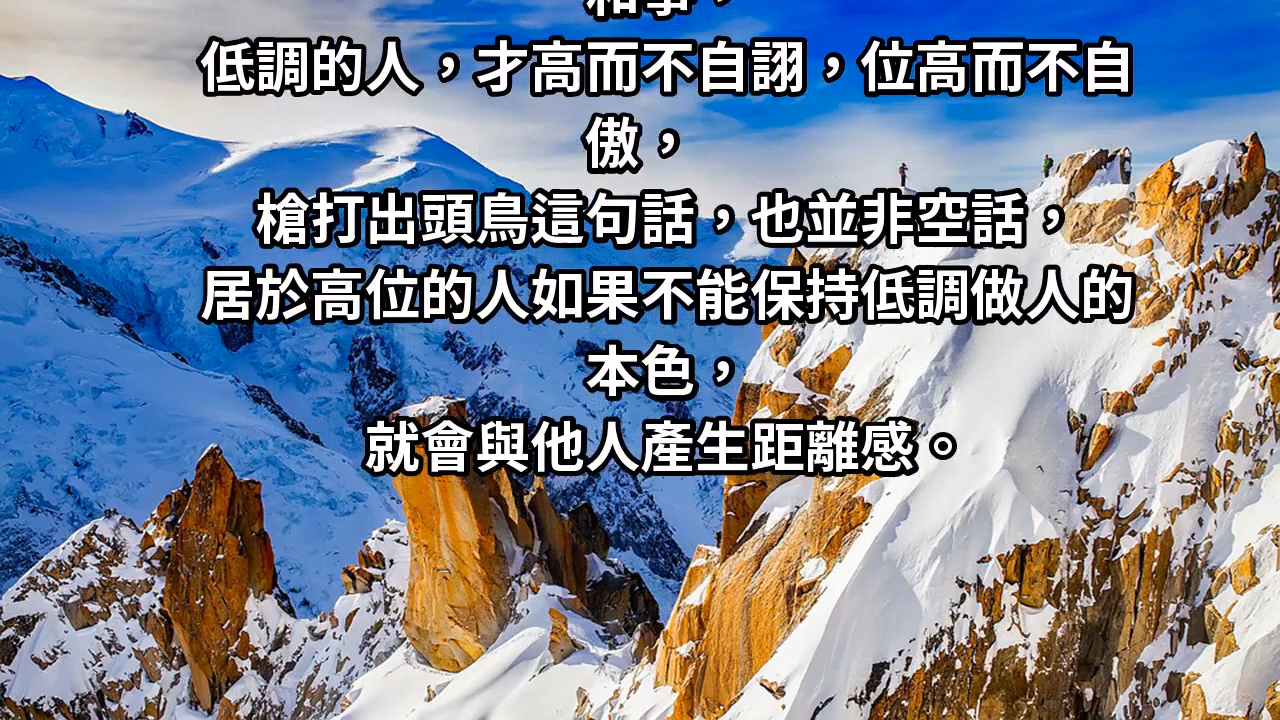 和事，
低調的人，才高而不自詡，位高而不自
傲，
槍打出頭鳥這句話，也並非空話，
居於高位的人如果不能保持低調做人的
本色，
就會與他人產生距離感。